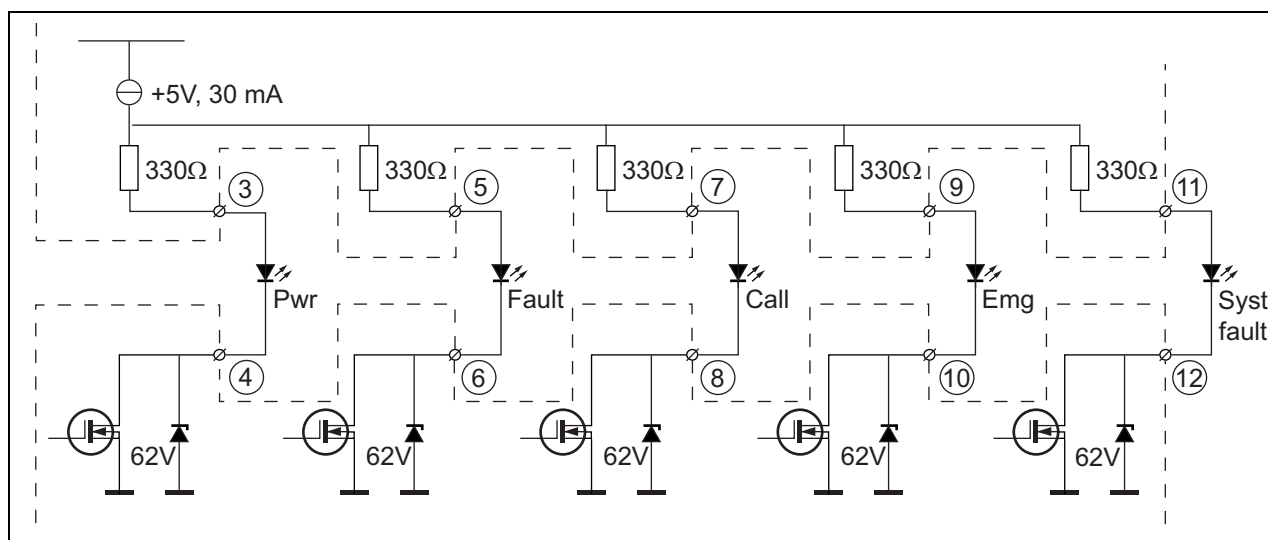 +5V, 30 mA
330Ω 330Ω 330Ω 330Ω 330Ω
3 5 7 9 11
Pwr Fault Call Emg Syst
fault
4 6 8 10 12
62V 62V 62V 62V 62V